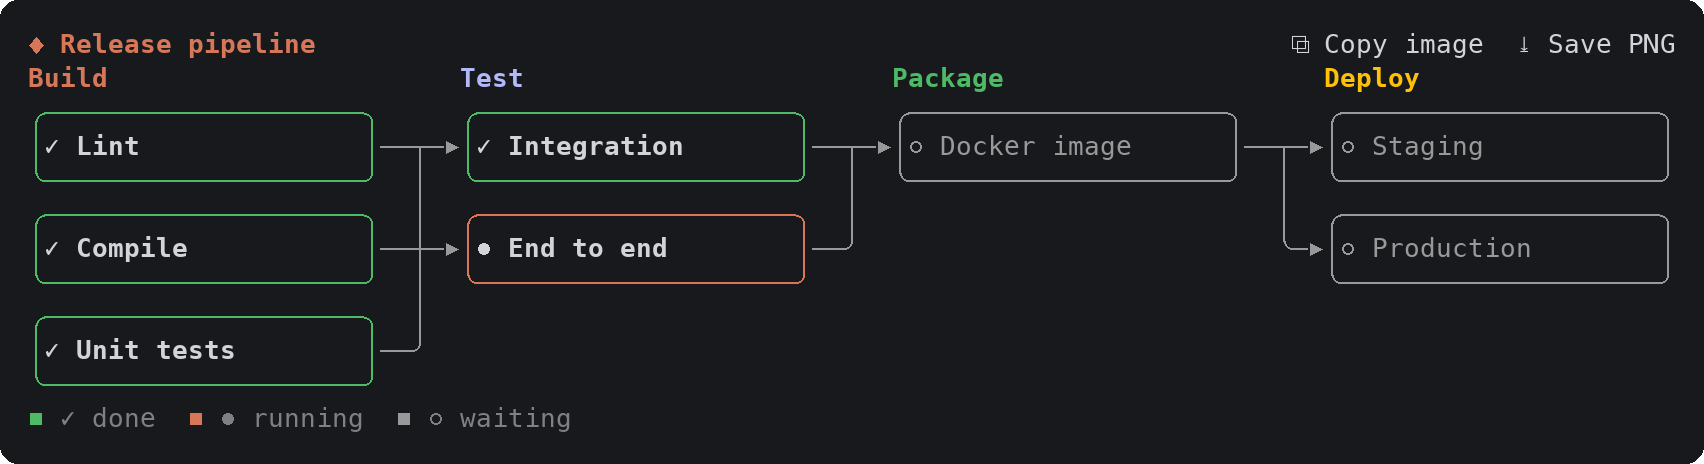 ♦ Release pipeline
⧉ Copy image ⤓ Save PNG
Build Test Package Deploy
✓ Lint ✓ Integration ○ Docker image ○ Staging
✓ Compile ● End to end ○ Production
✓ Unit tests
■ ✓ done ■ ● running ■ ○ waiting